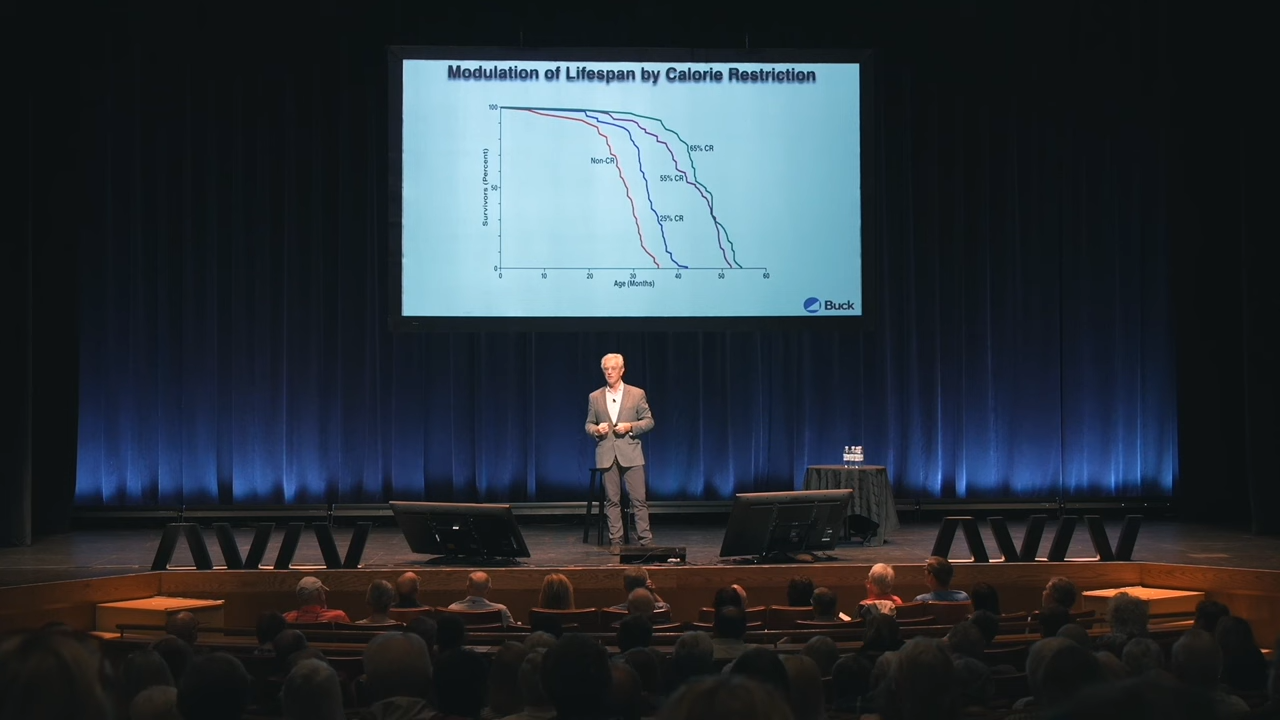 Modulation of Lifespan by Calorie Restriction
100
65% CR
Non-CR
55% CR
Survivors (Percent)
50
25% CR
0
0 10 20 30 40 50 60
Age (Months)
Buck